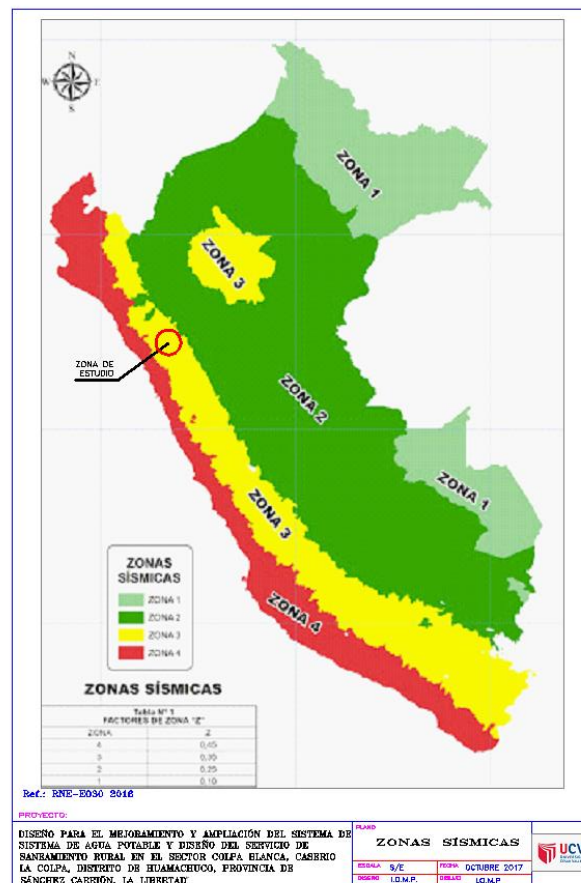 N
W E
S
ZONA 1
ZONA 3
ZONA 2
ZONA 1
ZONA DE
ESTUDIO
ZONA 3
ZONA 4
ZONAS
SÍSMICAS
ZONA 1
ZONA 2
ZONA 3
ZONA 4
ZONAS SÍSMICAS
Tabla N° 1
FACTORES DE ZONA "Z"
ZONA Z
4 0,45
3 0,35
2 0,25
1 0,10
Ref.: RNE-E030 2016
PROYECTO:
DISEÑO PARA EL MEJORAMIENTO Y AMPLIACIÓN DEL SISTEMA DE
SISTEMA DE AGUA POTABLE Y DISEÑO DEL SERVICIO DE
SANEAMIENTO RURAL EN EL SECTOR COLPA BLANCA, CASERIO
LA COLPA, DISTRITO DE HUAMACHUCO, PROVINCIA DE
SÁNCHEZ CARRIÓN, LA LIBERTAD
PLANO
ZONAS SÍSMICAS
ESCALA S/E FECHA OCTUBRE 2017
DISEÑO I.O.M.P. DIBUJO I.O.M.P
UCV